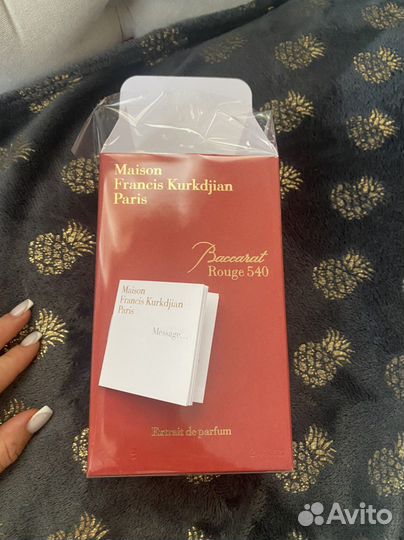 Maison
Francis Kurkdjian
Paris
Baccarat
Rouge 540
Maison
Francis Kurkdjian
Paris
Message...
Extrait de parfum
Avito